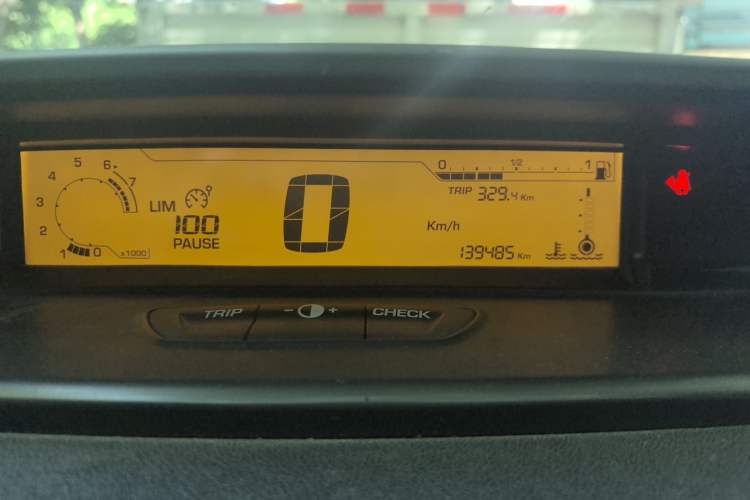 5 6
4 7
3
2
1 0 x1000
LIM
100
PAUSE
0
Km/h
0 1/2 1
TRIP 329.4 Km
139485 Km
TRIP - + CHECK